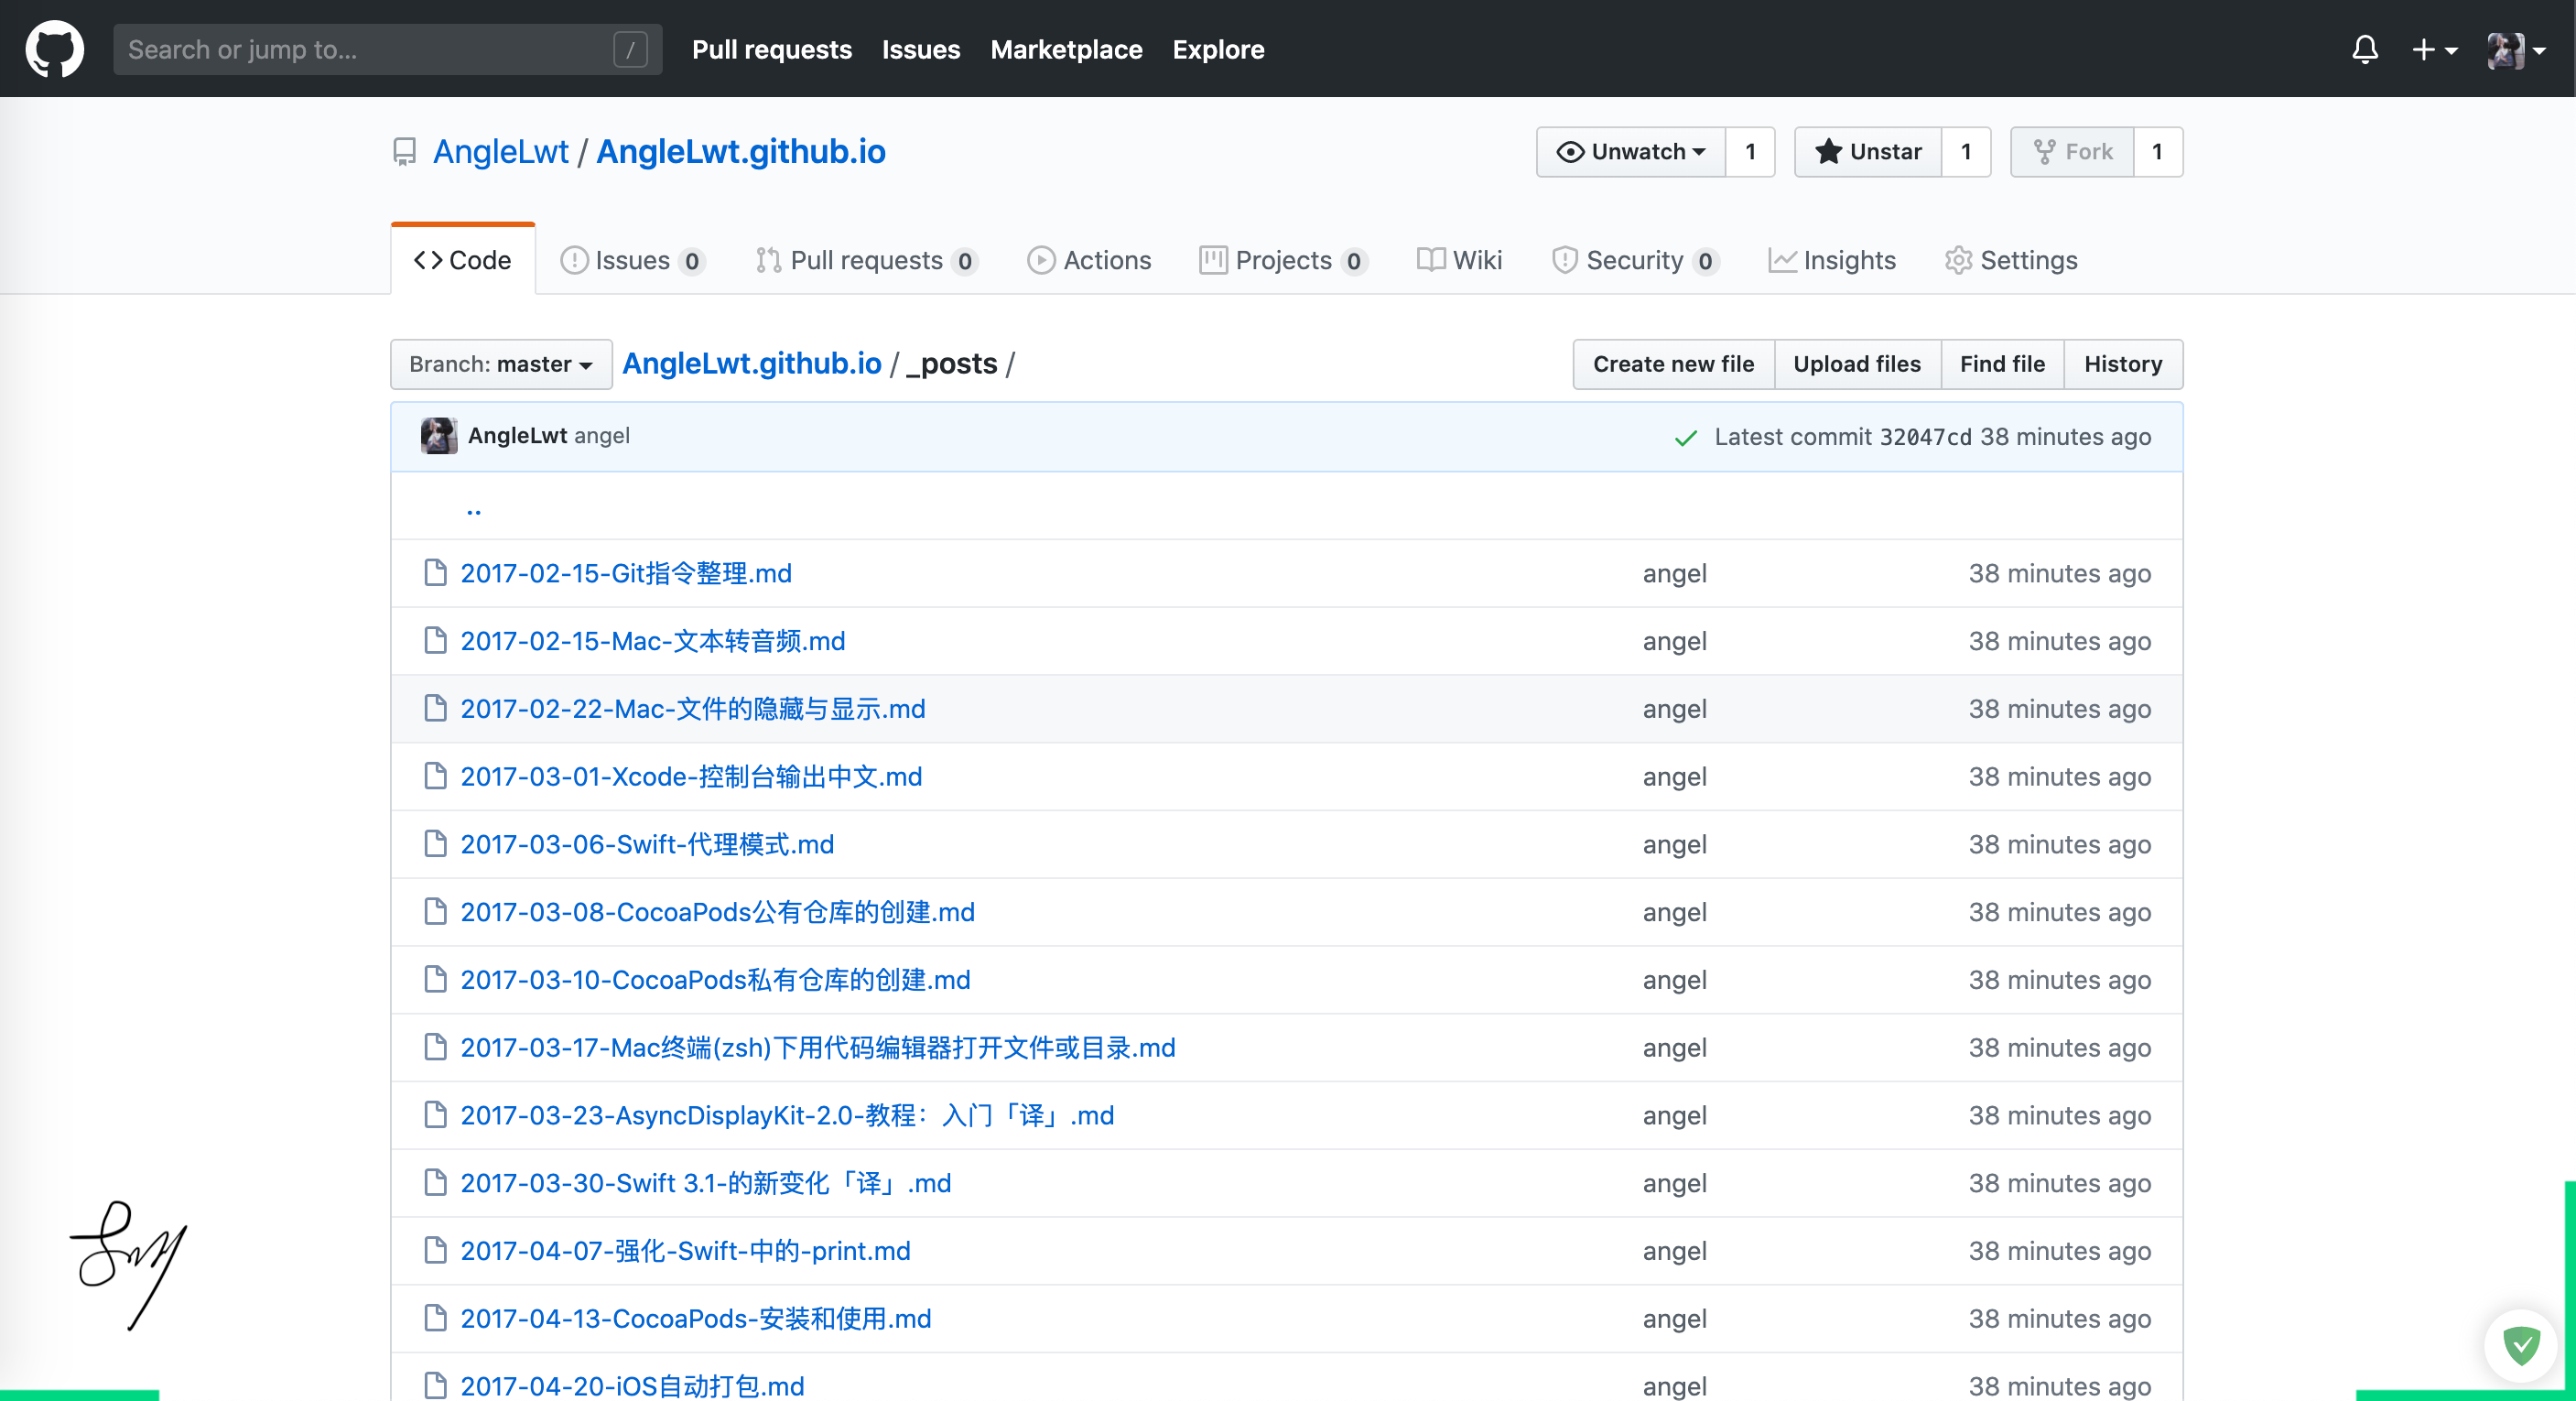 Search or jump to... /
Pull requests Issues Marketplace Explore
AngleLwt / AngleLwt.github.io
Unwatch 1 Unstar 1 Fork 1
Code Issues 0 Pull requests 0 Actions Projects 0 Wiki Security 0 Insights Settings
Branch: master AngleLwt.github.io / _posts /
Create new file Upload files Find file History
AngleLwt angel Latest commit 32047cd 38 minutes ago
..
2017-02-15-Git指令整理.md angel 38 minutes ago
2017-02-15-Mac-文本转音频.md angel 38 minutes ago
2017-02-22-Mac-文件的隐藏与显示.md angel 38 minutes ago
2017-03-01-Xcode-控制台输出中文.md angel 38 minutes ago
2017-03-06-Swift-代理模式.md angel 38 minutes ago
2017-03-08-CocoaPods公有仓库的创建.md angel 38 minutes ago
2017-03-10-CocoaPods私有仓库的创建.md angel 38 minutes ago
2017-03-17-Mac终端(zsh)下用代码编辑器打开文件或目录.md angel 38 minutes ago
2017-03-23-AsyncDisplayKit-2.0-教程：入门「译」.md angel 38 minutes ago
2017-03-30-Swift 3.1-的新变化「译」.md angel 38 minutes ago
2017-04-07-强化-Swift-中的-print.md angel 38 minutes ago
2017-04-13-CocoaPods-安装和使用.md angel 38 minutes ago
2017-04-20-iOS自动打包.md angel 38 minutes ago